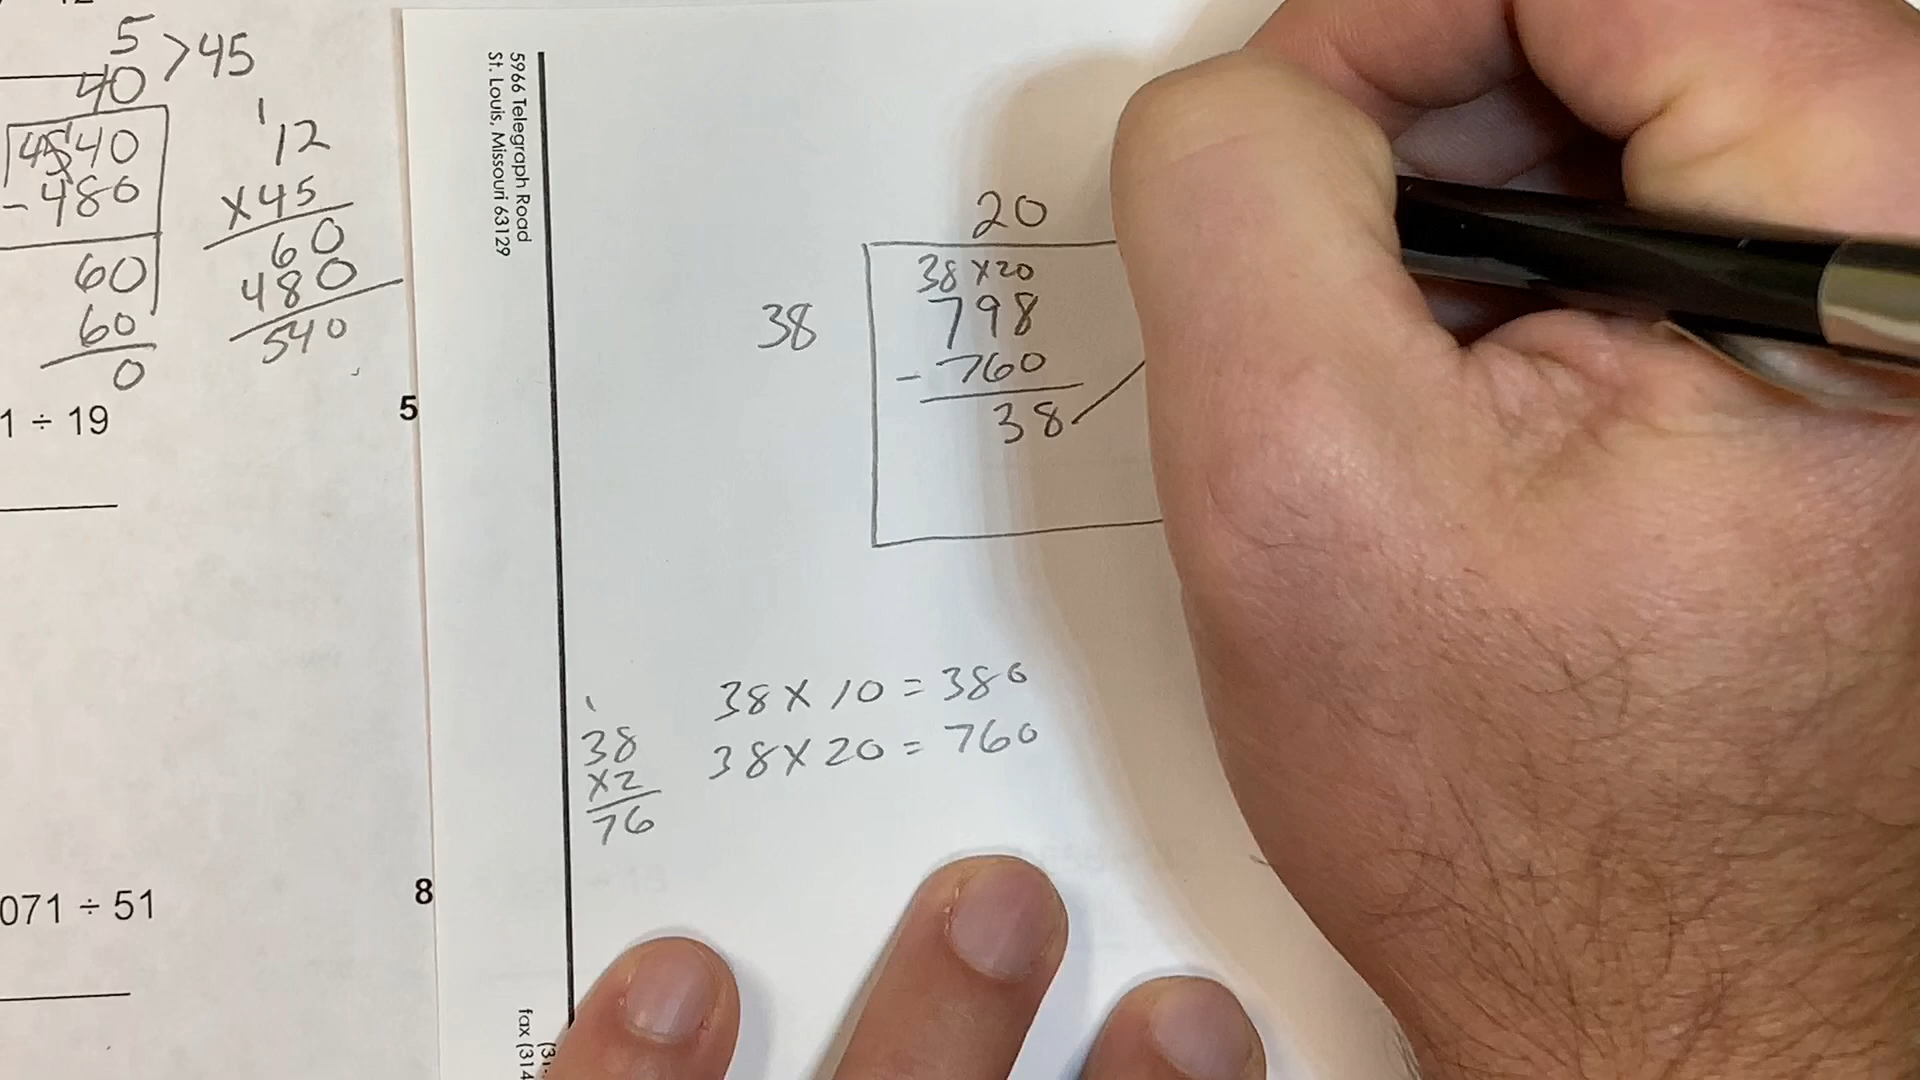 5
40 >45
4540
-480
60
60
0
1
12
x45
60
480
540
1 ÷ 19
5
071 ÷ 51
8
5966 Telegraph Road
St. Louis, Missouri 63129
fax (314
20
38
38 x 20
798
- 760
38
38 x 10 = 380
38 x 20 = 760
38
x2
76